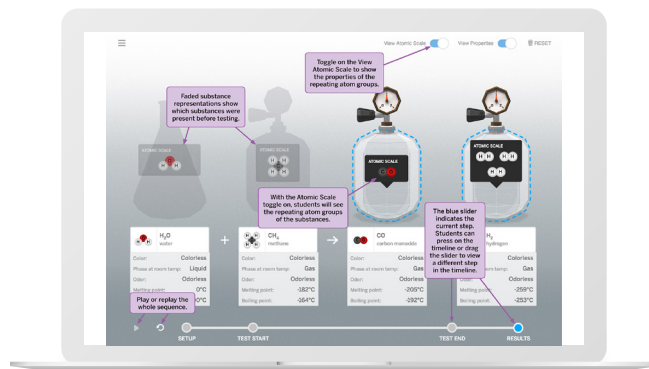 View Atomic Scale View Properties RESET
Toggle on the View
Atomic Scale to show
the properties of the
repeating atom groups.
Faded substance
representations show
which substances were
present before testing.
ATOMIC SCALE
H O H
ATOMIC SCALE
ATOMIC SCALE
C O
ATOMIC SCALE
H H H H
H H
With the Atomic Scale
toggle on, students will see
the repeating atom groups
of the substances.
The blue slider
indicates the
current step.
Students can
press on the
timeline or drag
the slider to view
a different step
in the timeline.
H₂O
water
+
CH₄
methane
→
CO
carbon monoxide
hydrogen
Color: Colorless
Phase at room temp: Liquid
Odor: Odorless
Melting point: 0°C
Color: Colorless
Phase at room temp: Gas
Odor: Odorless
Melting point: -182°C
Boiling point: -164°C
Color: Colorless
Phase at room temp: Gas
Odor: Odorless
Melting point: -205°C
Boiling point: -192°C
Colorless
Gas
Odor: Odorless
Melting point: -259°C
Boiling point: -253°C
Play or replay the
whole sequence.
SETUP TEST START TEST END RESULTS